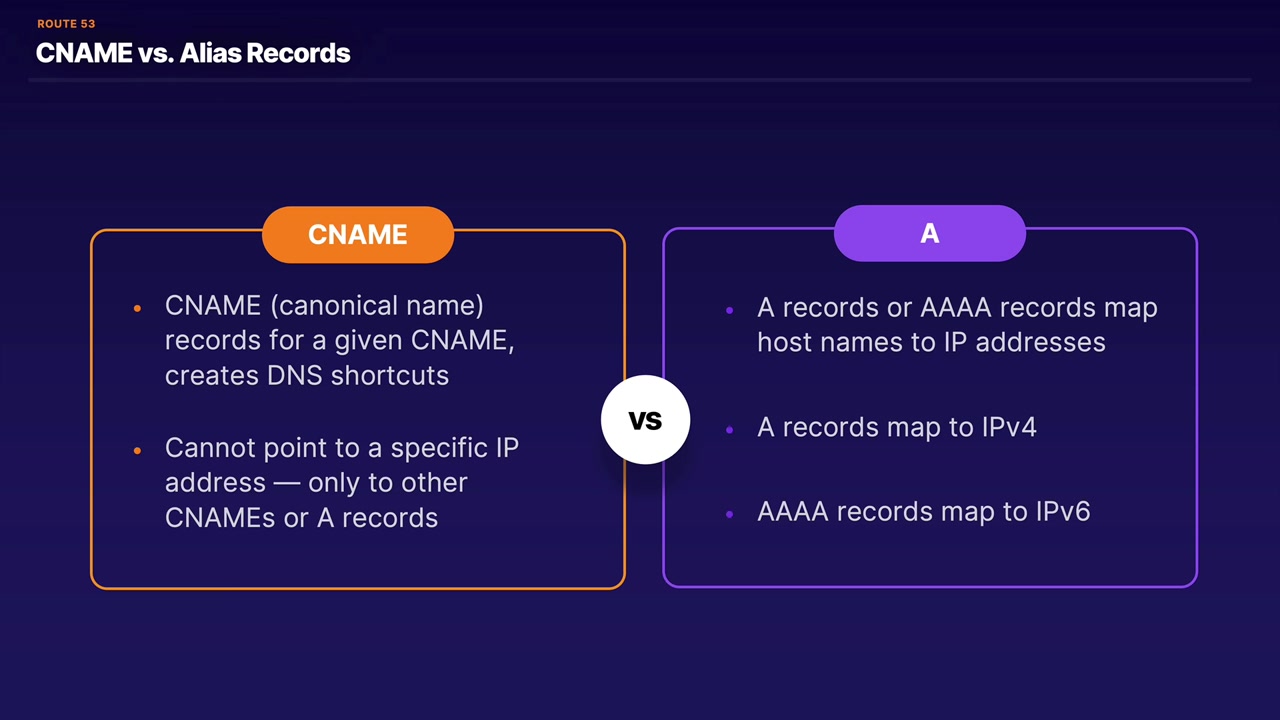 ROUTE 53
CNAME vs. Alias Records
CNAME
CNAME (canonical name)
records for a given CNAME,
creates DNS shortcuts
Cannot point to a specific IP
address — only to other
CNAMEs or A records
vs
A
A records or AAAA records map
host names to IP addresses
A records map to IPv4
AAAA records map to IPv6